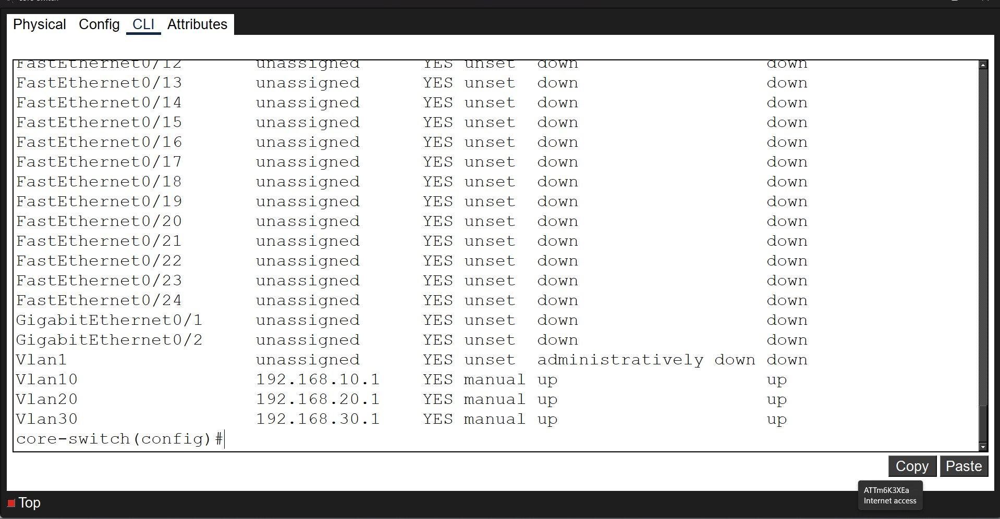 Physical Config CLI Attributes
FastEthernet0/12 unassigned YES unset down down
FastEthernet0/13 unassigned YES unset down down
FastEthernet0/14 unassigned YES unset down down
FastEthernet0/15 unassigned YES unset down down
FastEthernet0/16 unassigned YES unset down down
FastEthernet0/17 unassigned YES unset down down
FastEthernet0/18 unassigned YES unset down down
FastEthernet0/19 unassigned YES unset down down
FastEthernet0/20 unassigned YES unset down down
FastEthernet0/21 unassigned YES unset down down
FastEthernet0/22 unassigned YES unset down down
FastEthernet0/23 unassigned YES unset down down
FastEthernet0/24 unassigned YES unset down down
GigabitEthernet0/1 unassigned YES unset down down
GigabitEthernet0/2 unassigned YES unset down down
Vlan1 unassigned YES unset administratively down down
Vlan10 192.168.10.1 YES manual up up
Vlan20 192.168.20.1 YES manual up up
Vlan30 192.168.30.1 YES manual up up
core-switch(config)#
Copy Paste
ATTm6K3XEa
Internet access
Top